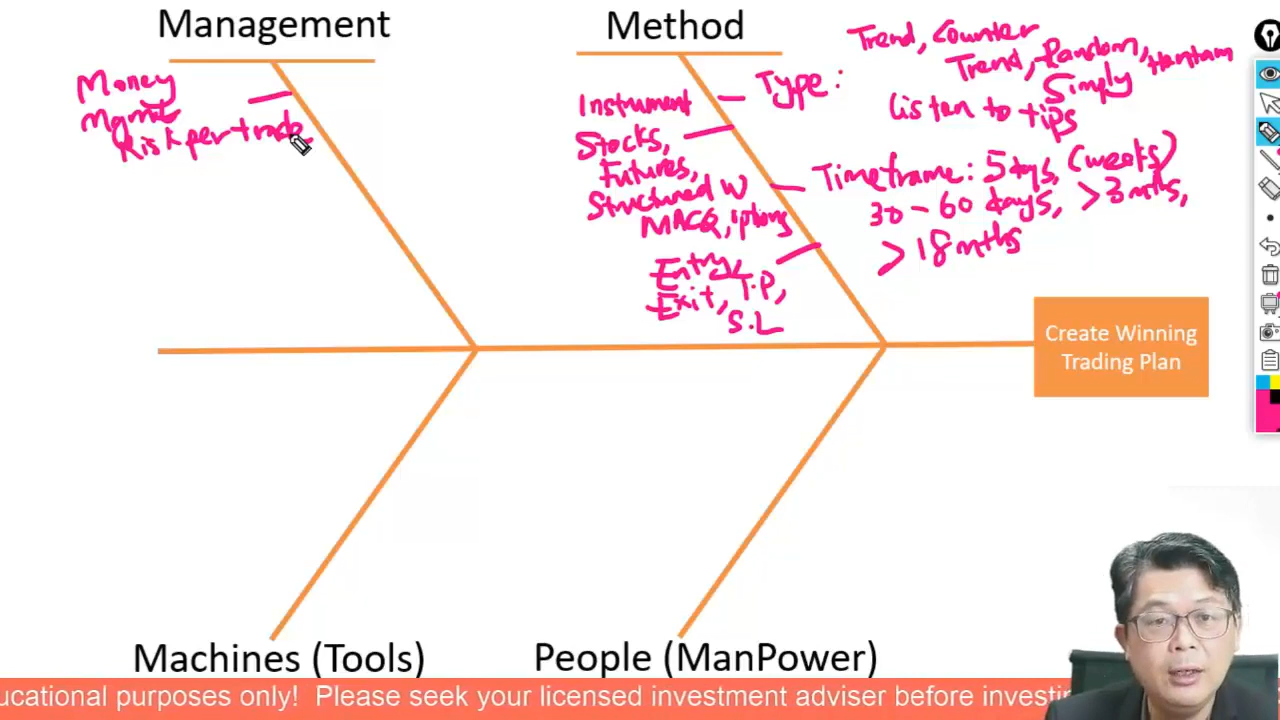 Management
Money
Mgmt
Risk per trade
Method
Type:
Trend, Counter
Trend, Random, Hantam
Simply
Listen to tips
Instrument
Stocks,
Futures,
Structured W
MACQ, iplans
Timeframe: 5 days, (weeks)
30-60 days, >3 mths,
>18 mths
Entry,
Exit, T.P,
S.L
Create Winning
Trading Plan
Machines (Tools)
People (ManPower)
ucational purposes only! Please seek your licensed investment adviser before investin